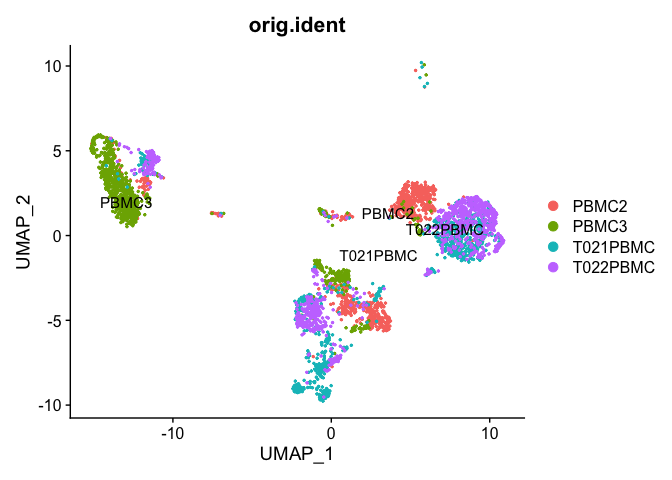 orig.ident
10
5
0
-5
-10
UMAP_2
PBMC3
PBMC2
T022PBMC
T021PBMC
-10
0
10
UMAP_1
PBMC2
PBMC3
T021PBMC
T022PBMC